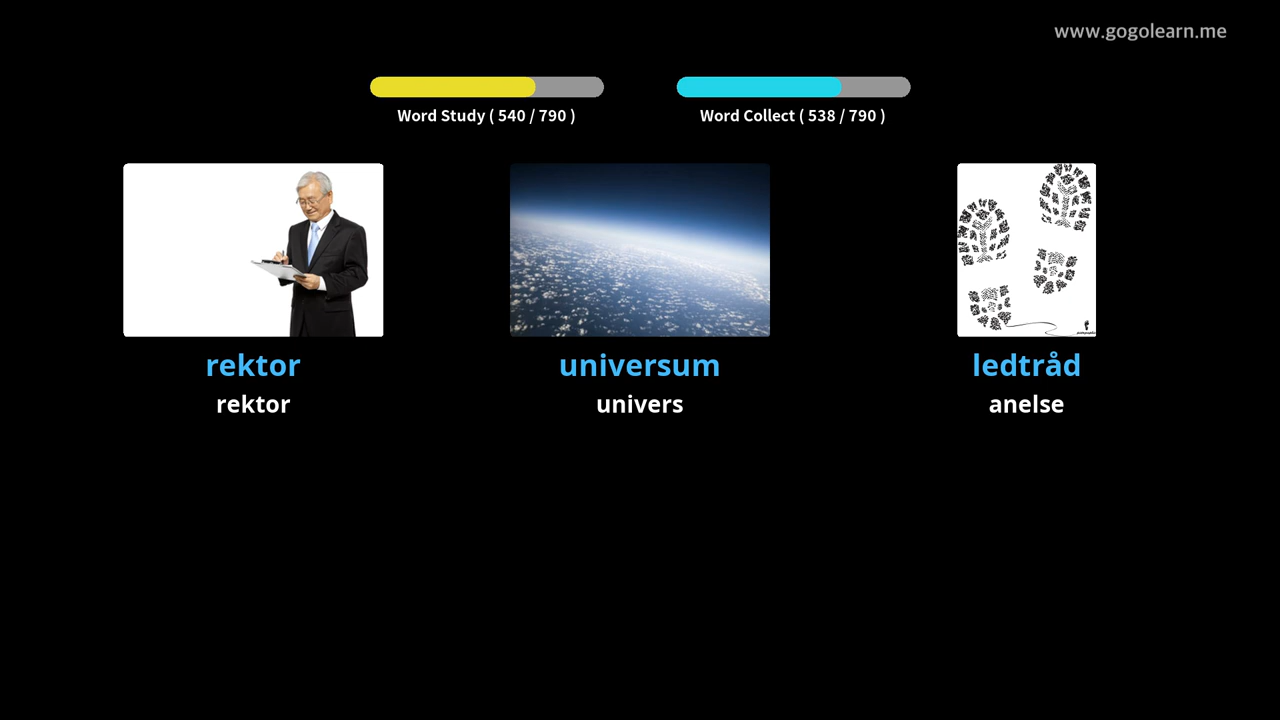 www.gogolearn.me
Word Study ( 540 / 790 )
Word Collect ( 538 / 790 )
rektor
universum
ledtråd
rektor
univers
anelse